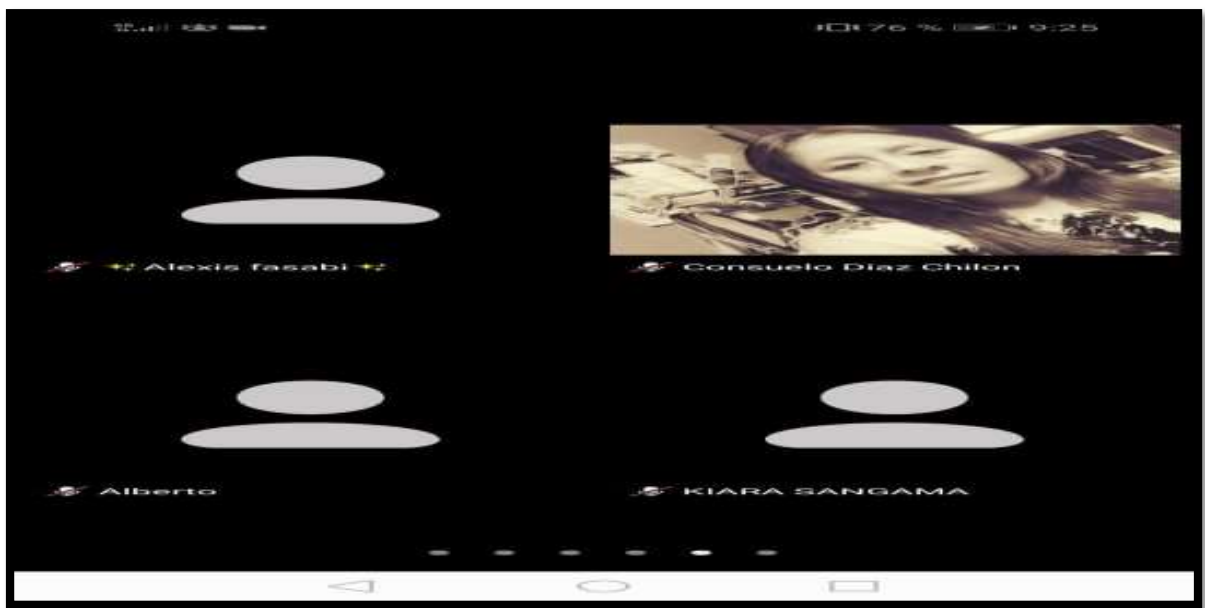 76 % 9:25
Alexis fasabi
Consuelo Diaz Chilon
Alberto
KIARA SANGAMA